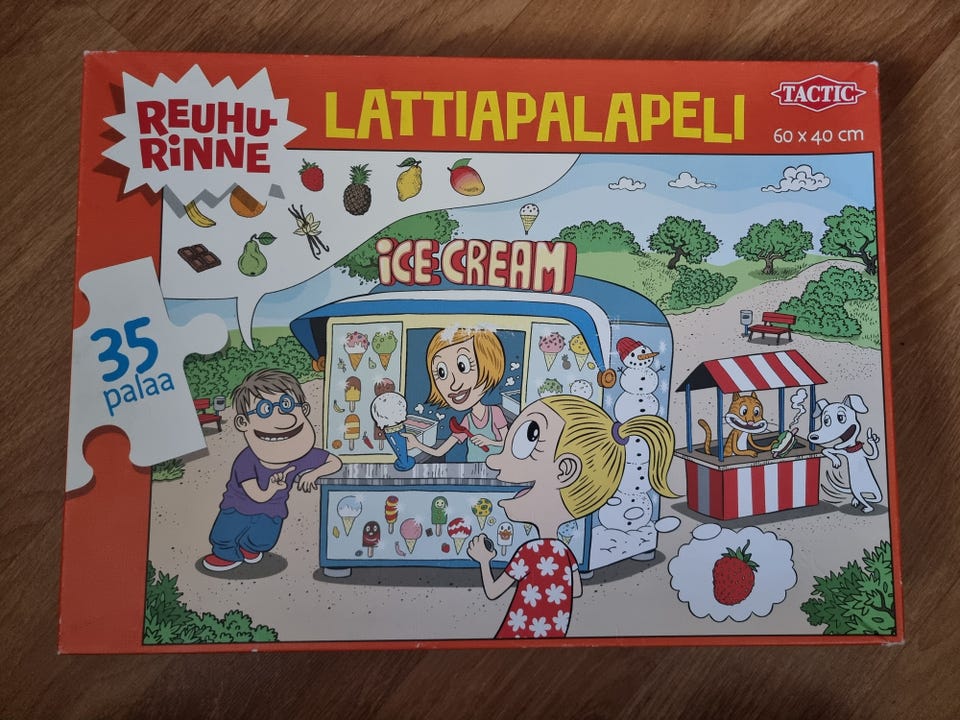 REUHU-
RINNE
LATTIAPALAPELI
TACTIC
60 x 40 cm
ICE CREAM
35
palaa